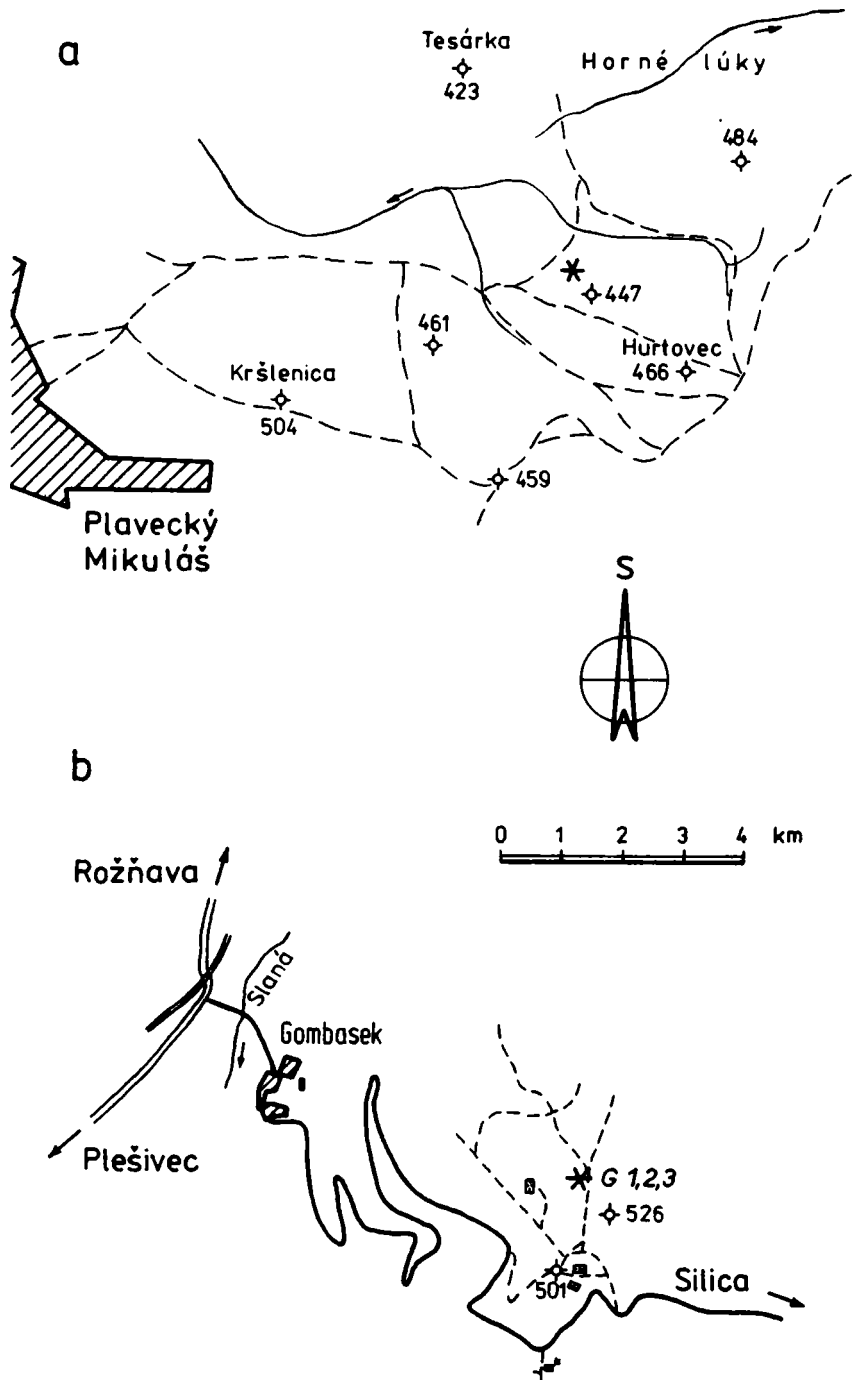 a
Tesárka
423
Horné lúky
484
447
461
Hurtovec
466
Kršlenica
504
459
Plavecký
Mikuláš
S
b
0 1 2 3 4 km
Rožňava
Slaná
Gombasek
Plešivec
G 1,2,3
526
501
Silica